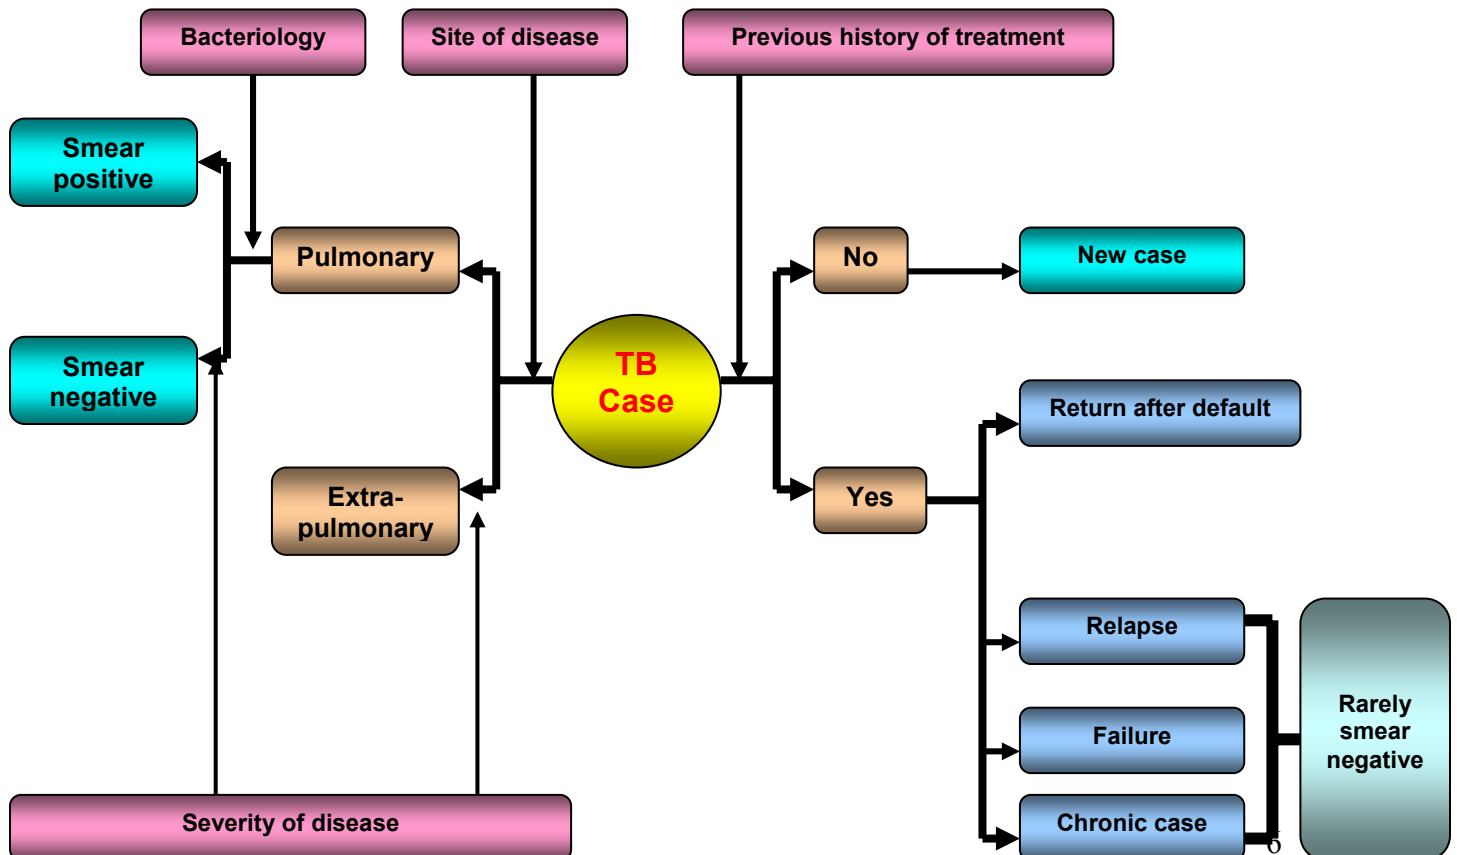 Bacteriology
Site of disease
Previous history of treatment
Smear
positive
Pulmonary
No
New case
Smear
negative
TB
Case
Return after default
Extra-
pulmonary
Yes
Relapse
Failure
Rarely
smear
negative
Severity of disease
Chronic case
6